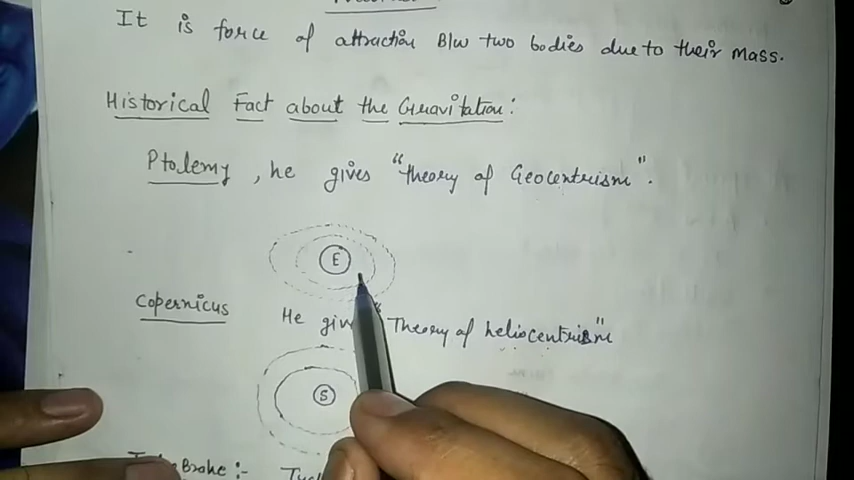 It is force of attraction B/w two bodies due to their mass.
Historical Fact about the Gravitation:
Ptolemy, he gives "theory of Geocentrism".
E
Copernicus He giv Theory of heliocentrism"
S
Brahe :-